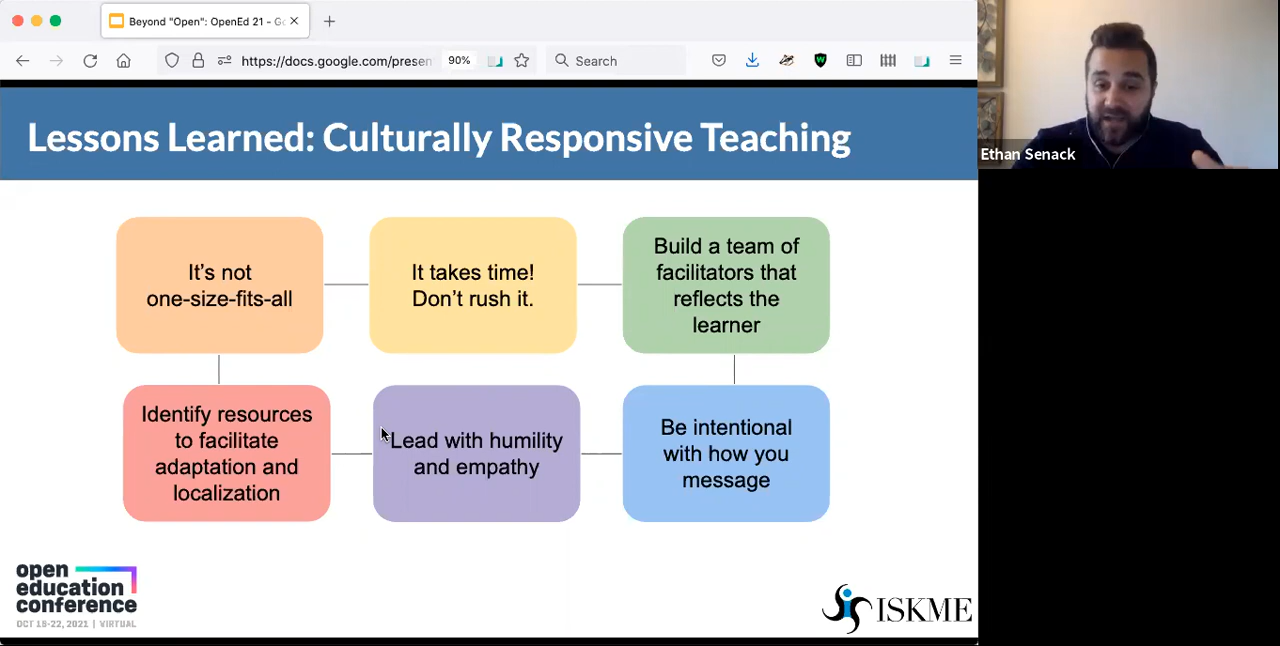 Beyond "Open": OpenEd 21 - Go
https://docs.google.com/presen
90%
Search
Lessons Learned: Culturally Responsive Teaching
Ethan Senack
It's not
one-size-fits-all
It takes time!
Don't rush it.
Build a team of
facilitators that
reflects the
learner
Identify resources
to facilitate
adaptation and
localization
Lead with humility
and empathy
Be intentional
with how you
message
open
education
conference
OCT 18-22, 2021 | VIRTUAL
ISKME